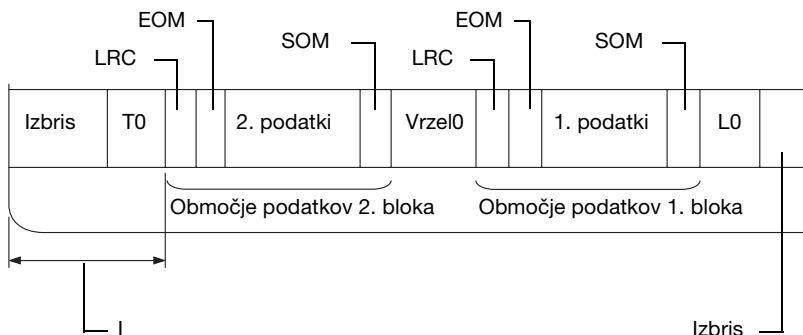 EOM
EOM
SOM
SOM
LRC
LRC
Izbris
T0
2. podatki
Vrzel0
1. podatki
L0
Območje podatkov 2. bloka
Območje podatkov 1. bloka
I
Izbris